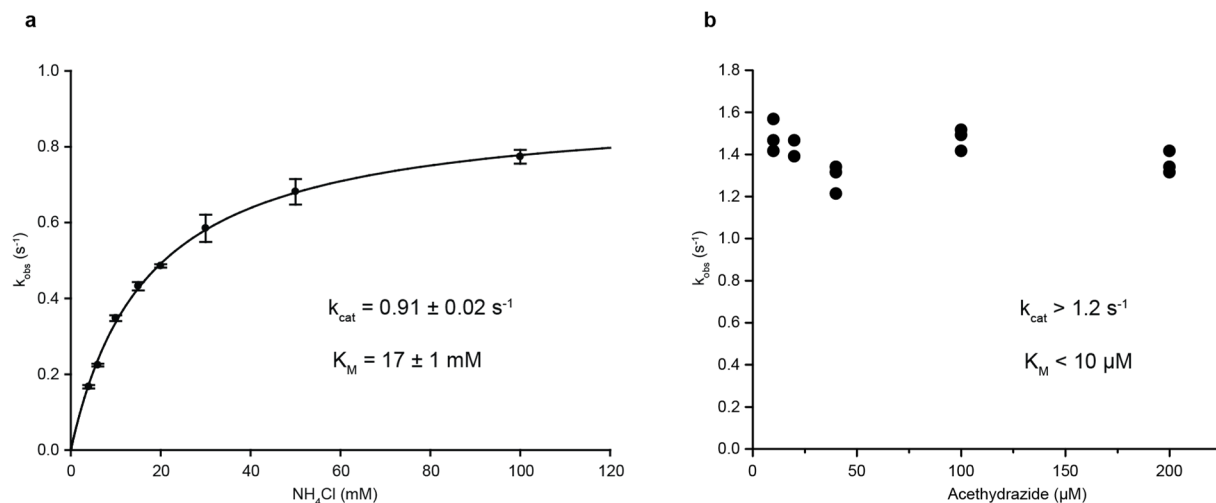 a
1.0
0.8
0.6
0.4
0.2
0.0
k_obs (s⁻¹)
k_cat = 0.91 ± 0.02 s⁻¹
K_M = 17 ± 1 mM
0 20 40 60 80 100 120
NH₄Cl (mM)
b
1.8
1.6
1.4
1.2
1.0
0.8
0.6
0.4
0.2
0.0
k_obs (s⁻¹)
k_cat > 1.2 s⁻¹
K_M < 10 µM
0 50 100 150 200
Acethydrazide (µM)